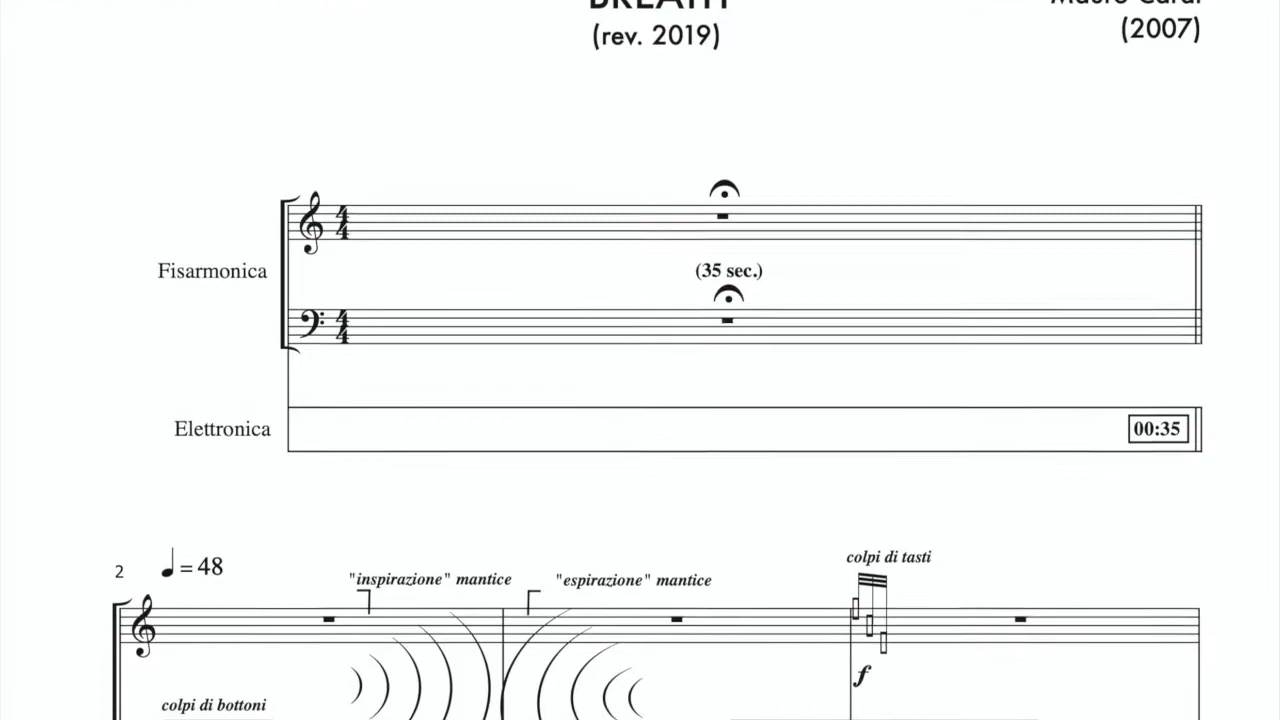 BREATH
(rev. 2019)
(2007)
(35 sec.)
Fisarmonica
Elettronica
00:35
2
= 48
"inspirazione" mantice
"espirazione" mantice
colpi di tasti
f
colpi di bottoni